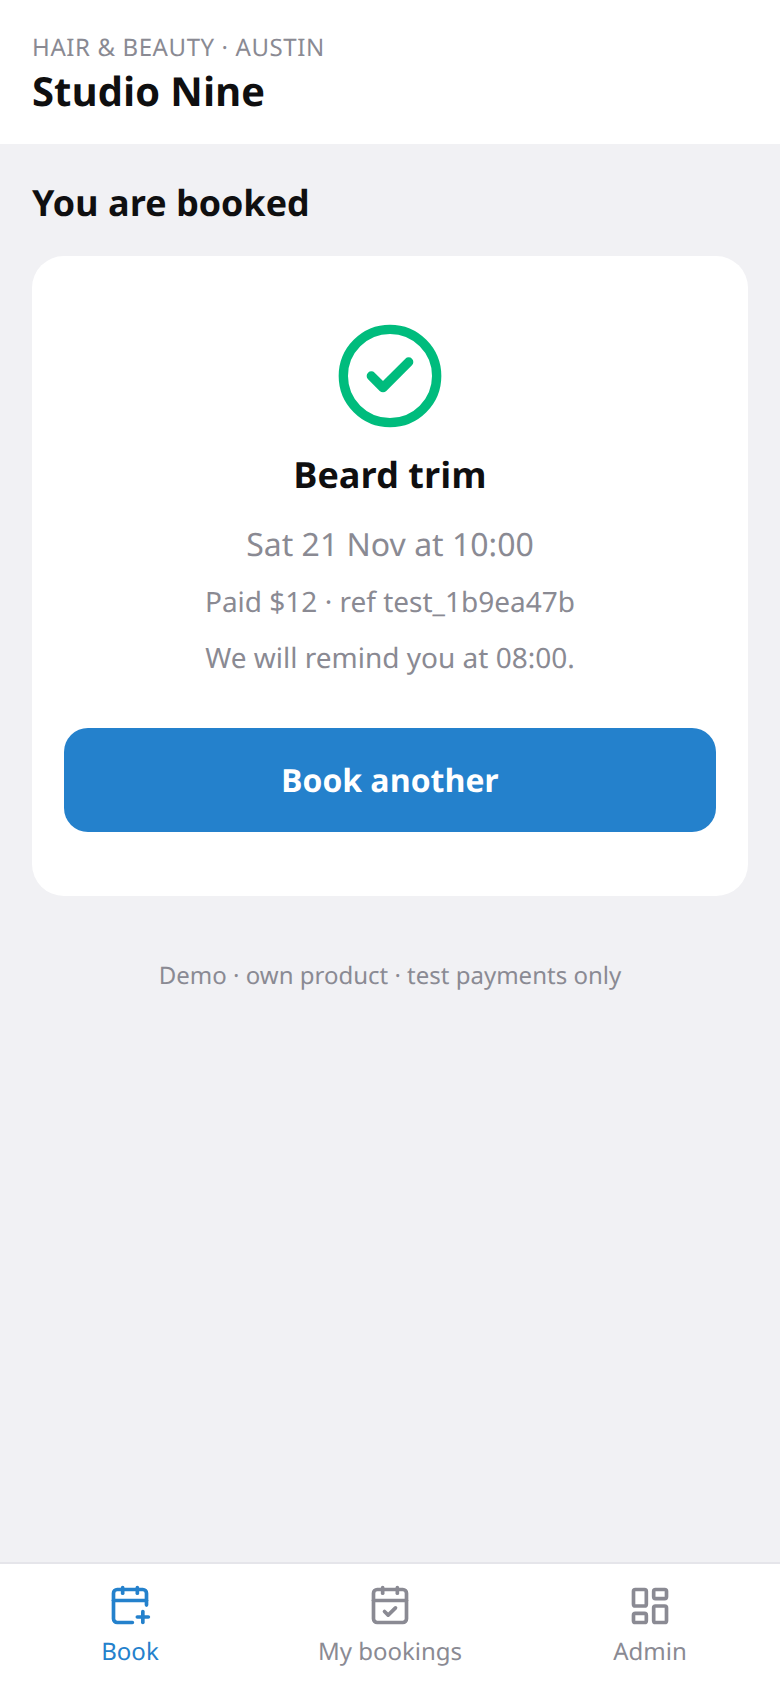 HAIR & BEAUTY · AUSTIN
Studio Nine
You are booked
Beard trim
Sat 21 Nov at 10:00
Paid $12 · ref test_1b9ea47b
We will remind you at 08:00.
Book another
Demo · own product · test payments only
Book
My bookings
Admin